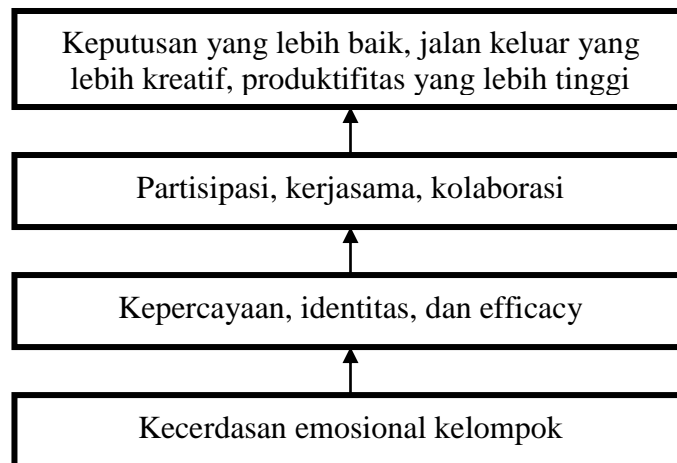 Keputusan yang lebih baik, jalan keluar yang
lebih kreatif, produktifitas yang lebih tinggi
Partisipasi, kerjasama, kolaborasi
Kepercayaan, identitas, dan efficacy
Kecerdasan emosional kelompok